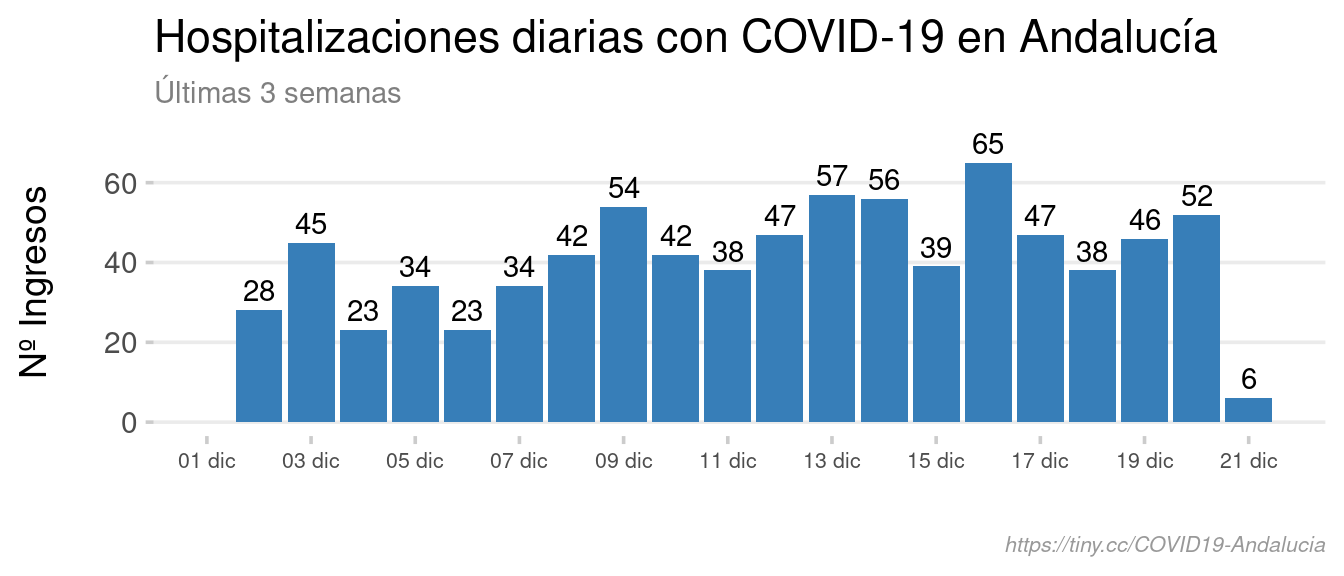 Hospitalizaciones diarias con COVID-19 en Andalucía
Últimas 3 semanas
Nº Ingresos
60
40
20
0
28
45
23
34
23
34
42
54
42
38
47
57
56
39
65
47
38
46
52
6
01 dic
03 dic
05 dic
07 dic
09 dic
11 dic
13 dic
15 dic
17 dic
19 dic
21 dic
https://tiny.cc/COVID19-Andalucia